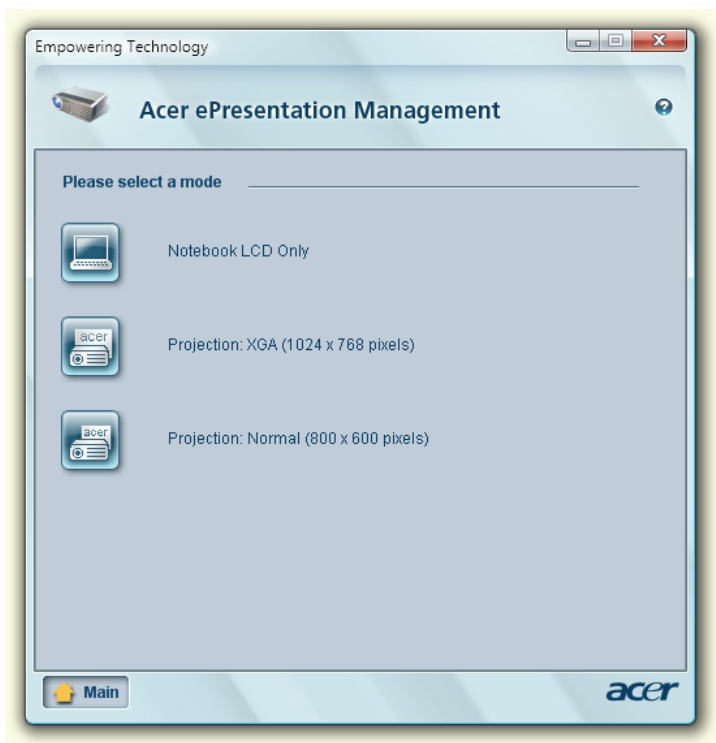 Empowering Technology
Acer ePresentation Management
Please select a mode
Notebook LCD Only
acer
Projection: XGA (1024 x 768 pixels)
acer
Projection: Normal (800 x 600 pixels)
Main
acer